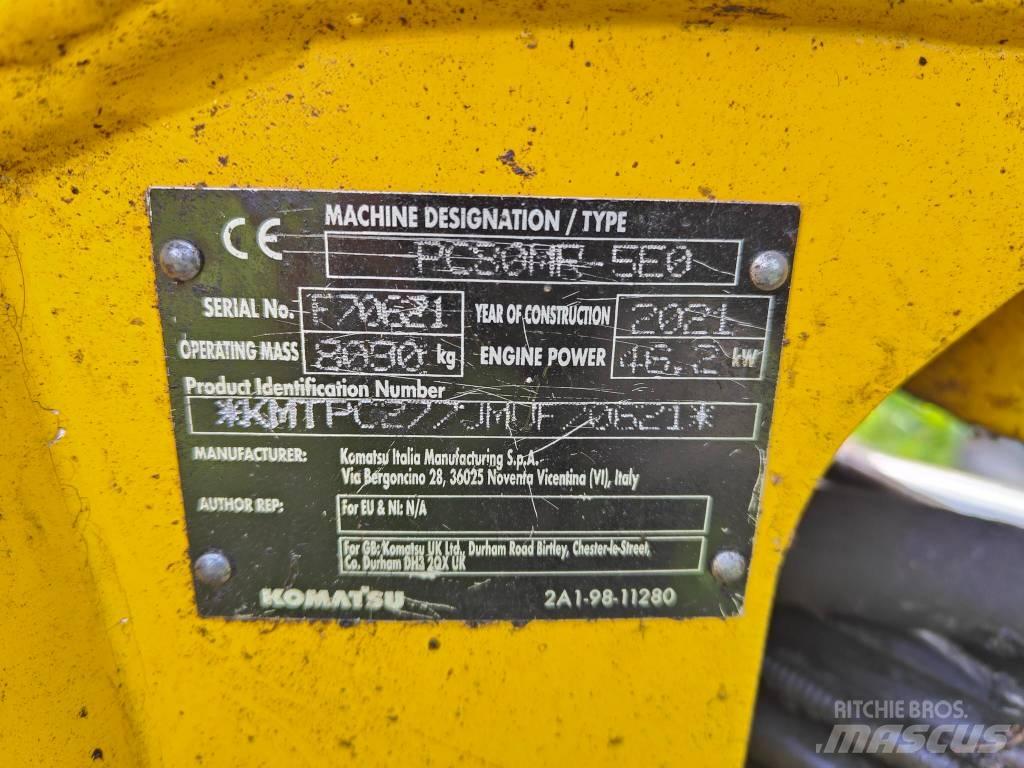 CE
MACHINE DESIGNATION / TYPE
PC80MR-5E0
SERIAL No. F70621 YEAR OF CONSTRUCTION 2021
OPERATING MASS 8030 kg ENGINE POWER 46,2 kW
Product Identification Number
MANUFACTURER: Komatsu Italia Manufacturing S.p.A.
Via Bergoncino 28, 36025 Noventa Vicentina (VI), Italy
AUTHOR REP: For EU & NI: N/A
For GB: Komatsu UK Ltd., Durham Road Birtley, Chester-le-Street,
Co. Durham DH3 2QX UK
KOMATSU 2A1-98-11280
RITCHIE BROS.
MASCUS